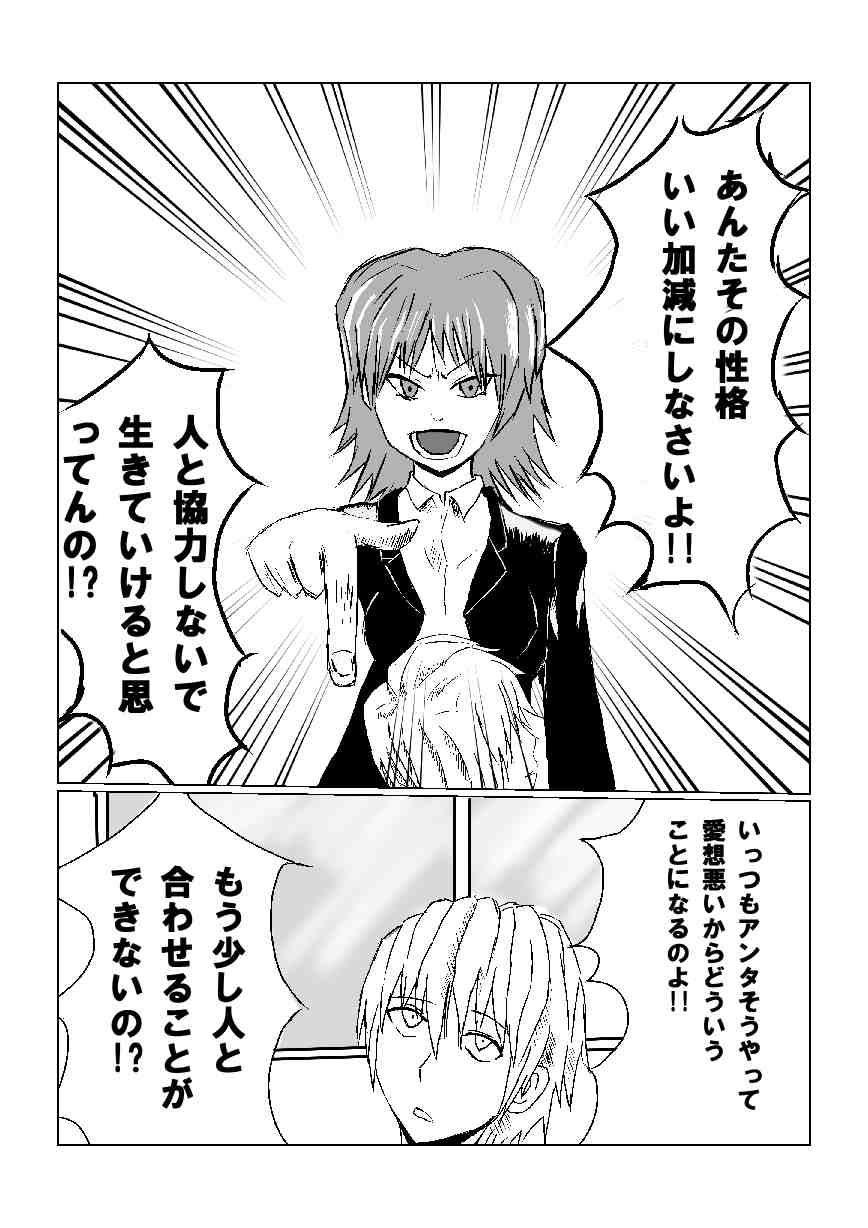 あんたその性格
いい加減にしなさいよ!!
人と協力しないで
生きていけると思
ってんの!?
いっつもアンタそうやって
愛想悪いからどういう
ことになるのよ!!
もう少し人と
合わせることが
できないの!?